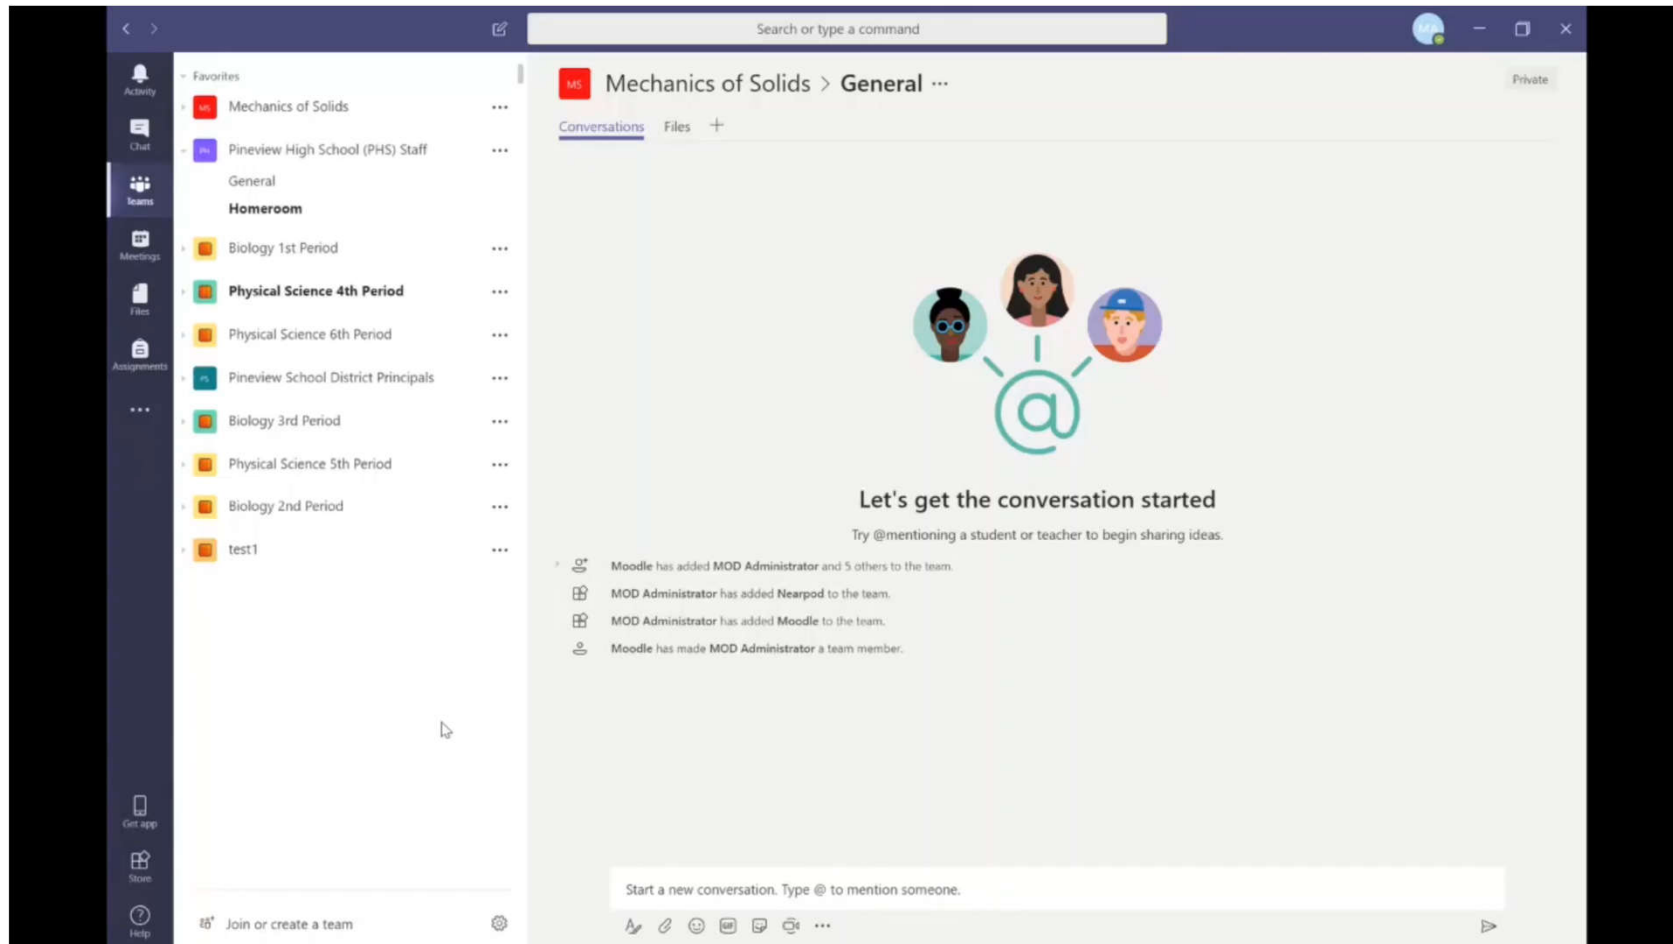 Search or type a command
MA
Activity
Chat
Teams
Meetings
Files
Assignments
Get app
Store
Help
Favorites
MS Mechanics of Solids
PH Pineview High School (PHS) Staff
General
Homeroom
Biology 1st Period
Physical Science 4th Period
Physical Science 6th Period
PS Pineview School District Principals
Biology 3rd Period
Physical Science 5th Period
Biology 2nd Period
test1
Join or create a team
MS Mechanics of Solids > General ...
Private
Conversations Files +
Let's get the conversation started
Try @mentioning a student or teacher to begin sharing ideas.
Moodle has added MOD Administrator and 5 others to the team.
MOD Administrator has added Nearpod to the team.
MOD Administrator has added Moodle to the team.
Moodle has made MOD Administrator a team member.
Start a new conversation. Type @ to mention someone.
GIF